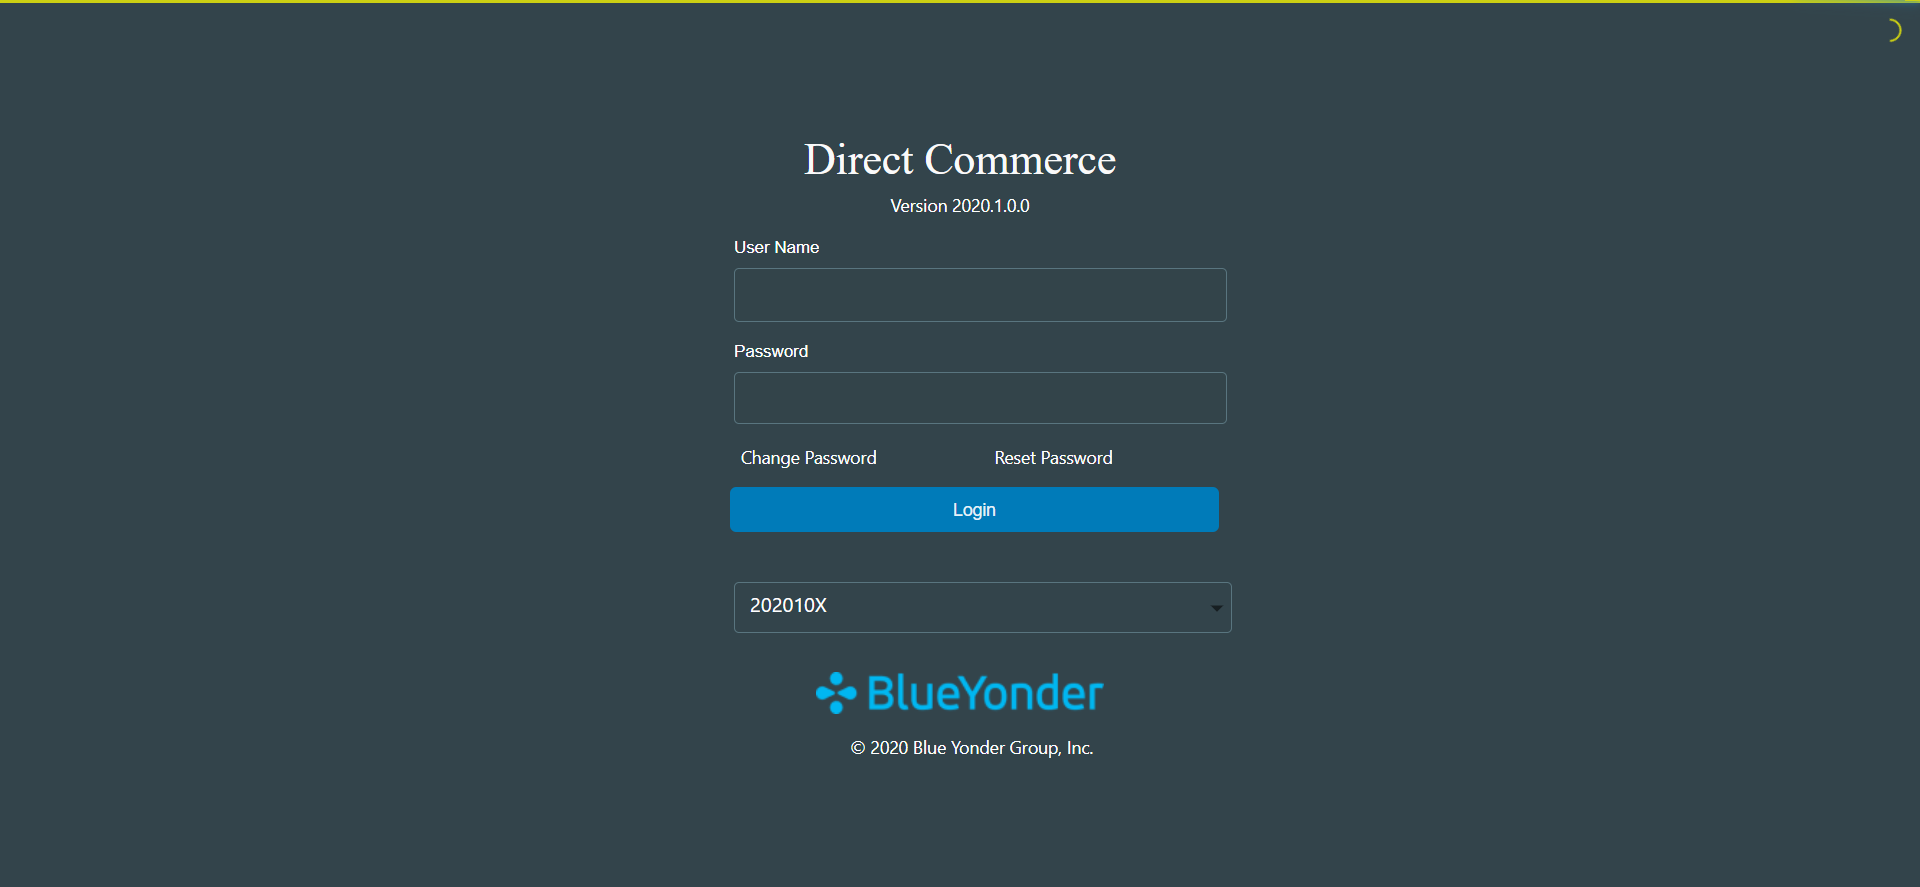 Direct Commerce
Version 2020.1.0.0
User Name
Password
Change Password Reset Password
Login
202010X
BlueYonder
© 2020 Blue Yonder Group, Inc.